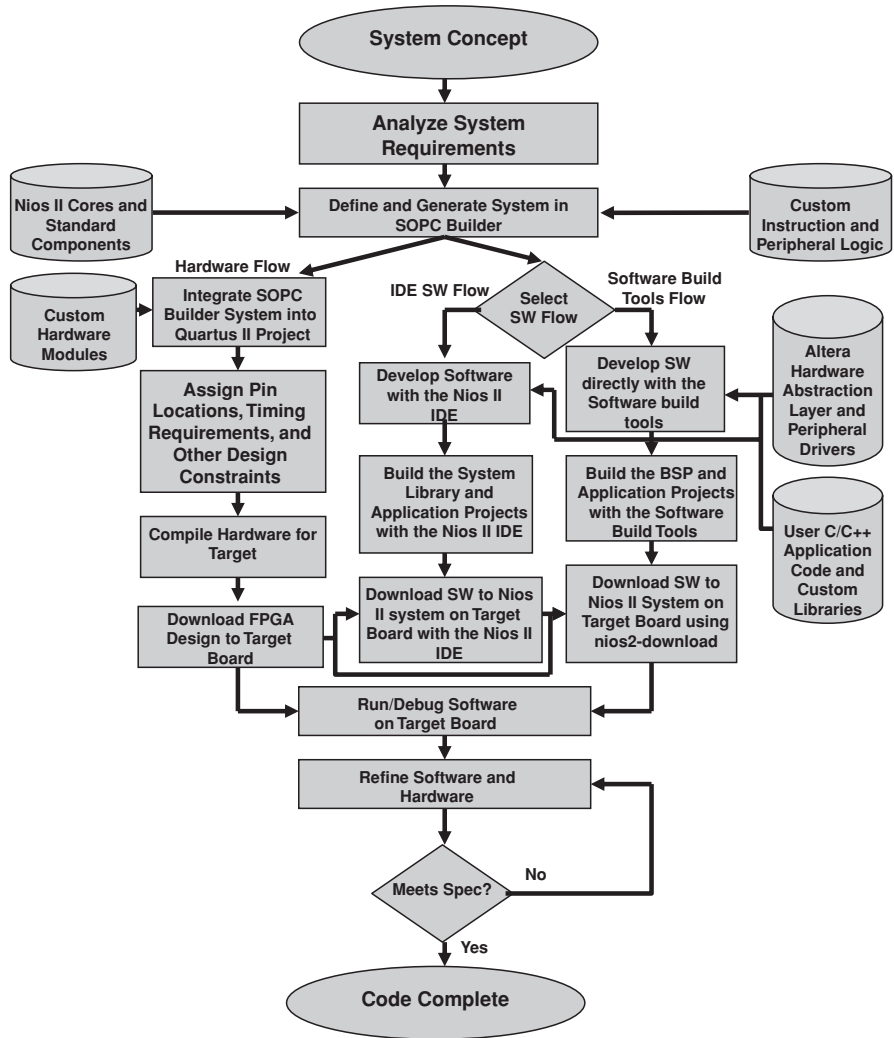 System Concept
Analyze System
Requirements
Nios II Cores and
Standard
Components
Define and Generate System in
SOPC Builder
Custom
Instruction and
Peripheral Logic
Hardware Flow
IDE SW Flow
Software Build
Tools Flow
Custom
Hardware
Modules
Integrate SOPC
Builder System into
Quartus II Project
Select
SW Flow
Altera
Hardware
Abstraction
Layer and
Peripheral
Drivers
Assign Pin
Locations, Timing
Requirements, and
Other Design
Constraints
Develop Software
with the Nios II
IDE
Develop SW
directly with the
Software build
tools
Build the System
Library and
Application Projects
with the Nios II IDE
Build the BSP and
Application Projects
with the Software
Build Tools
User C/C++
Application
Code and
Custom
Libraries
Compile Hardware for
Target
Download FPGA
Design to Target
Board
Download SW to Nios
II system on Target
Board with the Nios II
IDE
Download SW to
Nios II System on
Target Board using
nios2-download
Run/Debug Software
on Target Board
Refine Software and
Hardware
Meets Spec?
No
Yes
Code Complete